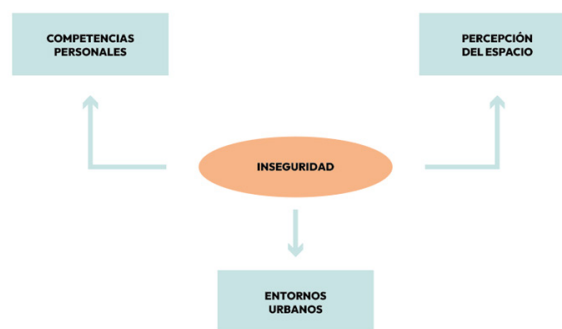 COMPETENCIAS
PERSONALES
PERCEPCIÓN
DEL ESPACIO
INSEGURIDAD
ENTORNOS
URBANOS